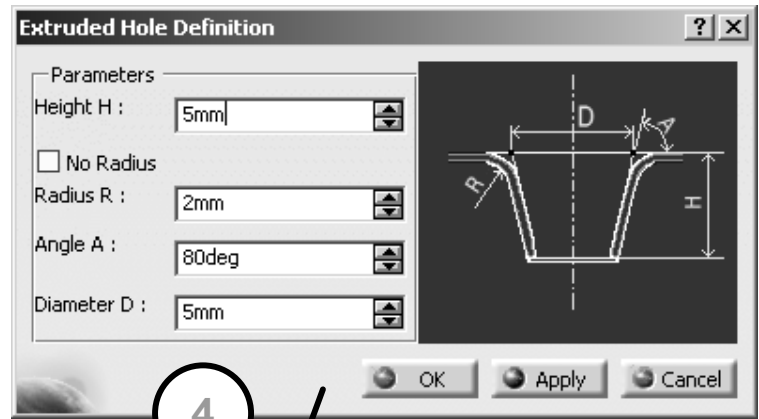 Extruded Hole Definition
Parameters
Height H :
5mm
No Radius
Radius R :
2mm
Angle A :
80deg
Diameter D :
5mm
D
A
R
H
OK
Apply
Cancel
4